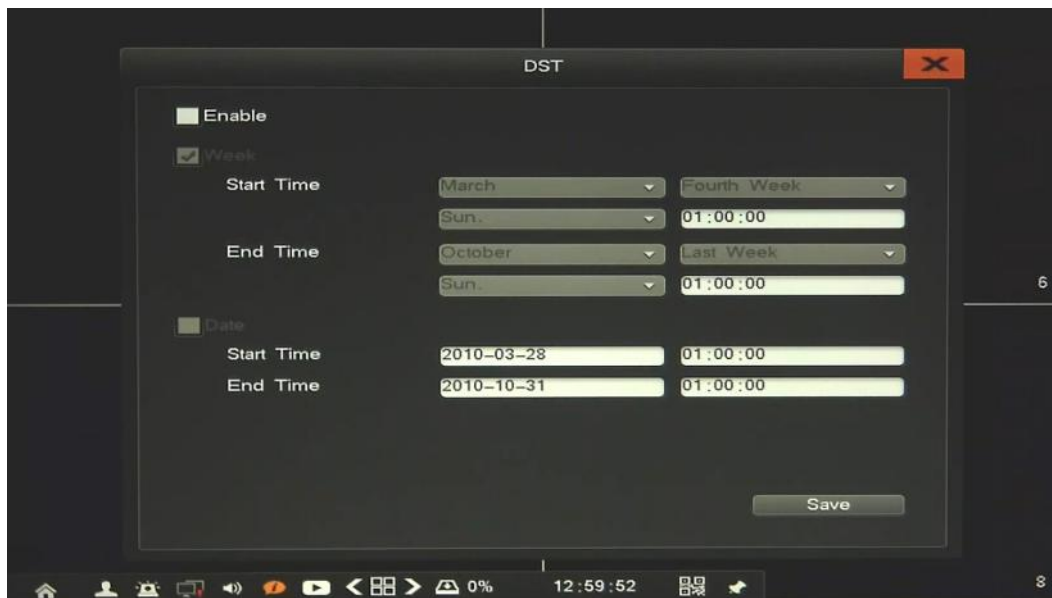 DST
Enable
Week
Start Time March Fourth Week
Sun. 01:00:00
End Time October Last Week
Sun. 01:00:00
6
Date
Start Time 2010-03-28 01:00:00
End Time 2010-10-31 01:00:00
Save
0% 12:59:52
8